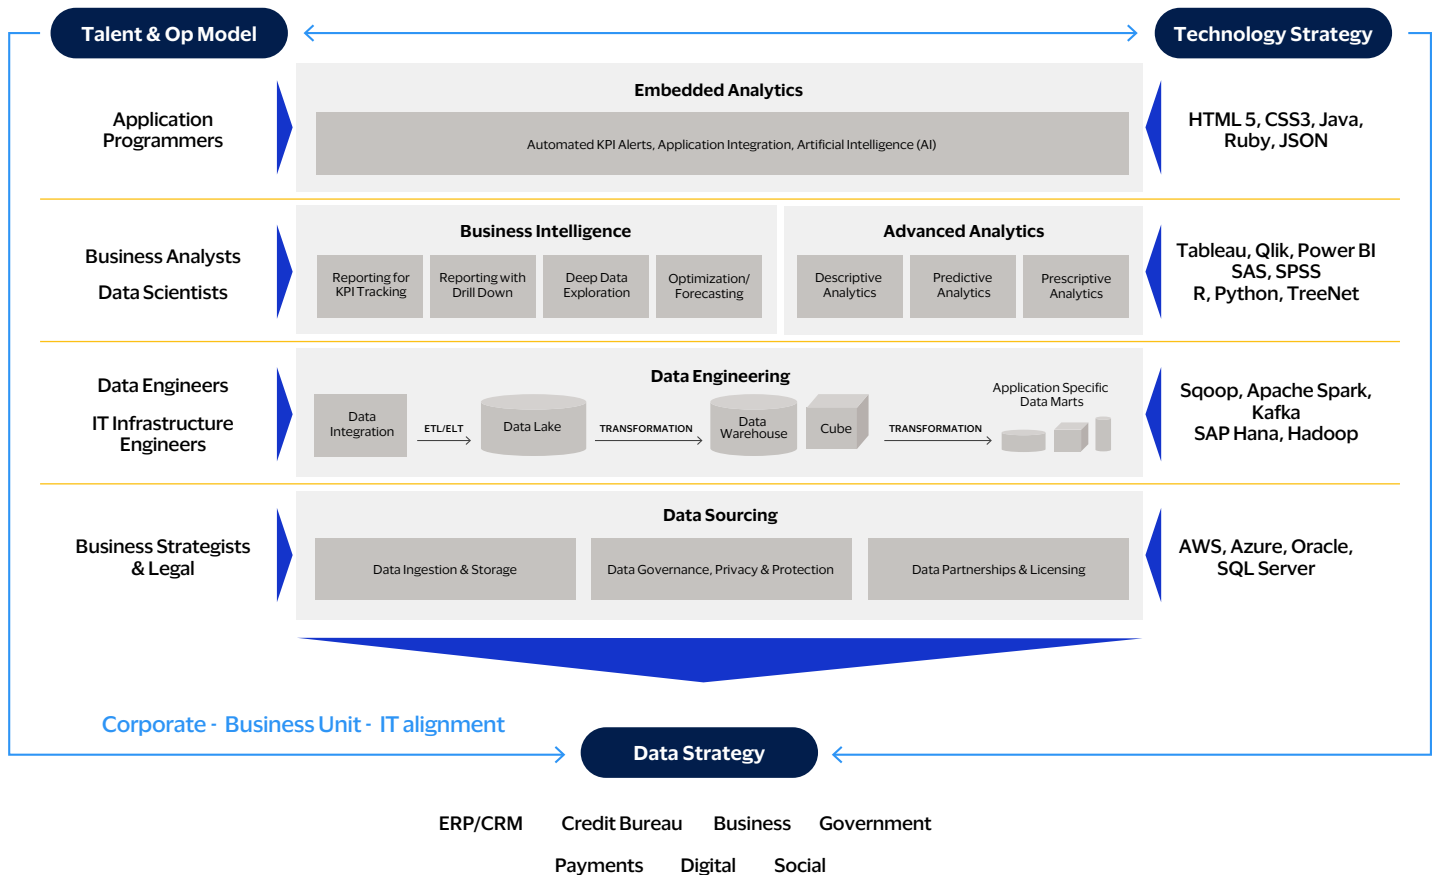 Talent & Op Model
Technology Strategy
Embedded Analytics
Application
Programmers
Automated KPI Alerts, Application Integration, Artificial Intelligence (AI)
HTML 5, CSS3, Java,
Ruby, JSON
Business Intelligence
Advanced Analytics
Business Analysts
Data Scientists
Reporting for
KPI Tracking
Reporting with
Drill Down
Deep Data
Exploration
Optimization/
Forecasting
Descriptive
Analytics
Predictive
Analytics
Prescriptive
Analytics
Tableau, Qlik, Power BI
SAS, SPSS
R, Python, TreeNet
Data Engineering
Data Engineers
IT Infrastructure
Engineers
Data
Integration
ETL/ELT
Data Lake
TRANSFORMATION
Data
Warehouse
Cube
TRANSFORMATION
Application Specific
Data Marts
Sqoop, Apache Spark,
Kafka
SAP Hana, Hadoop
Data Sourcing
Business Strategists
& Legal
Data Ingestion & Storage
Data Governance, Privacy & Protection
Data Partnerships & Licensing
AWS, Azure, Oracle,
SQL Server
Corporate - Business Unit - IT alignment
Data Strategy
ERP/CRM Credit Bureau Business Government
Payments Digital Social